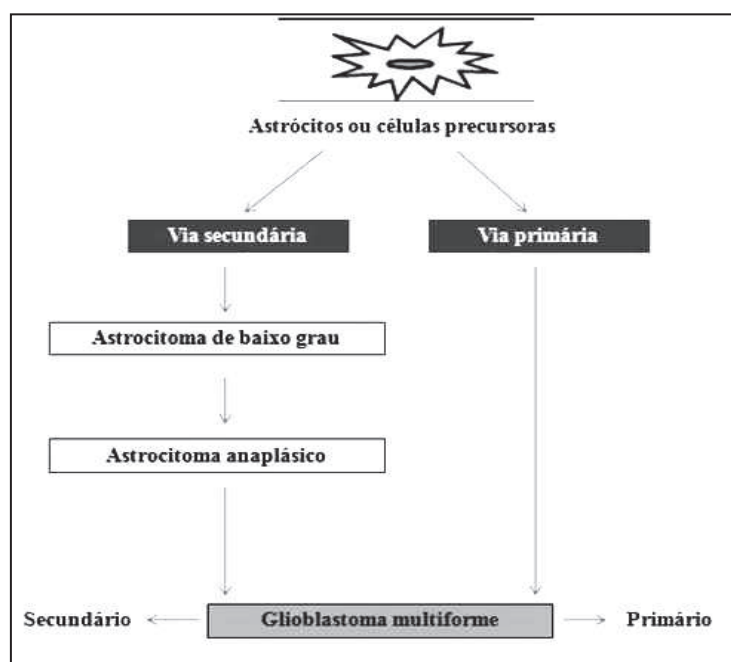 Astrócitos ou células precursoras
Via secundária
Via primária
Astrocitoma de baixo grau
Astrocitoma anaplásico
Secundário
Glioblastoma multiforme
Primário